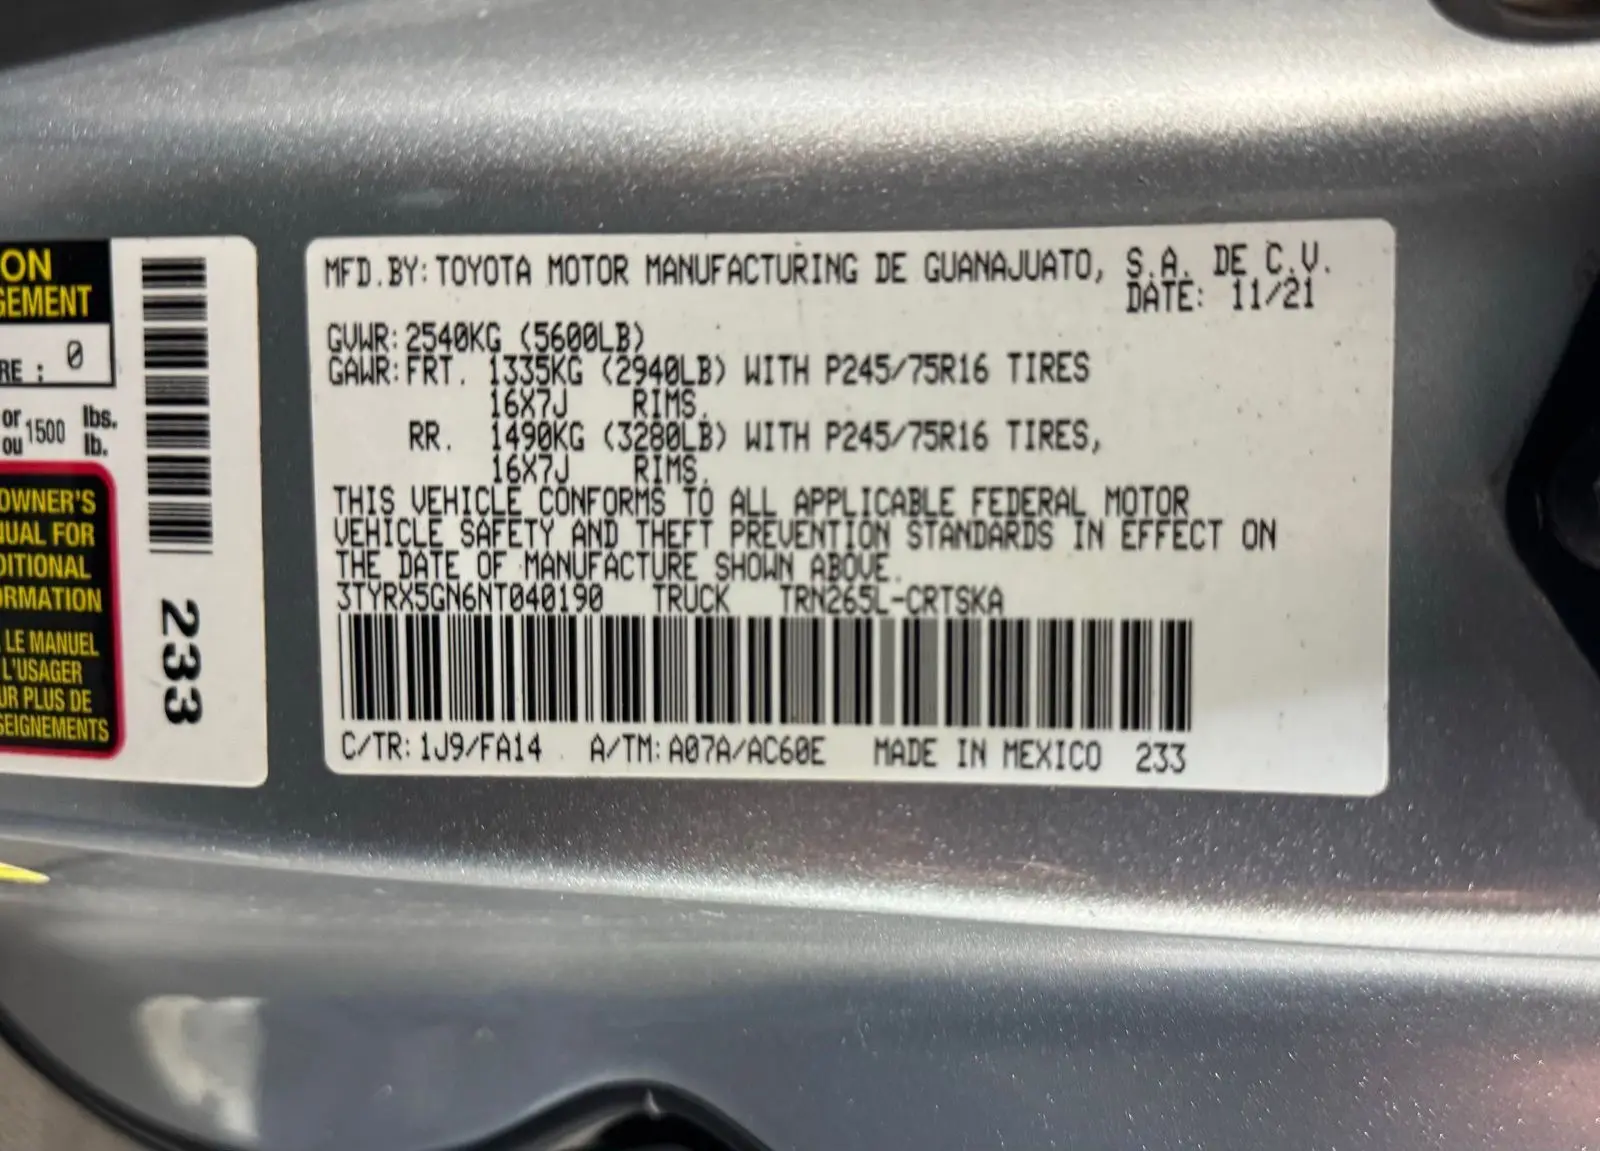 ON
GEMENT
RE : 0
or 1500 lbs.
ou lb.
OWNER'S
NUAL FOR
DITIONAL
ORMATION
LE MANUEL
L'USAGER
UR PLUS DE
SEIGNEMENTS
233
MFD.BY:TOYOTA MOTOR MANUFACTURING DE GUANAJUATO, S.A. DE C.V.
DATE: 11/21
GVWR:2540KG (5600LB)
GAWR:FRT. 1335KG (2940LB) WITH P245/75R16 TIRES
16X7J RIMS,
RR. 1490KG (3280LB) WITH P245/75R16 TIRES,
16X7J RIMS.
THIS VEHICLE CONFORMS TO ALL APPLICABLE FEDERAL MOTOR
VEHICLE SAFETY AND THEFT PREVENTION STANDARDS IN EFFECT ON
THE DATE OF MANUFACTURE SHOWN ABOVE.
3TYRX5GN6NT040190 TRUCK TRN265L-CRTSKA
C/TR:1J9/FA14 A/TM:A07A/AC60E MADE IN MEXICO 233